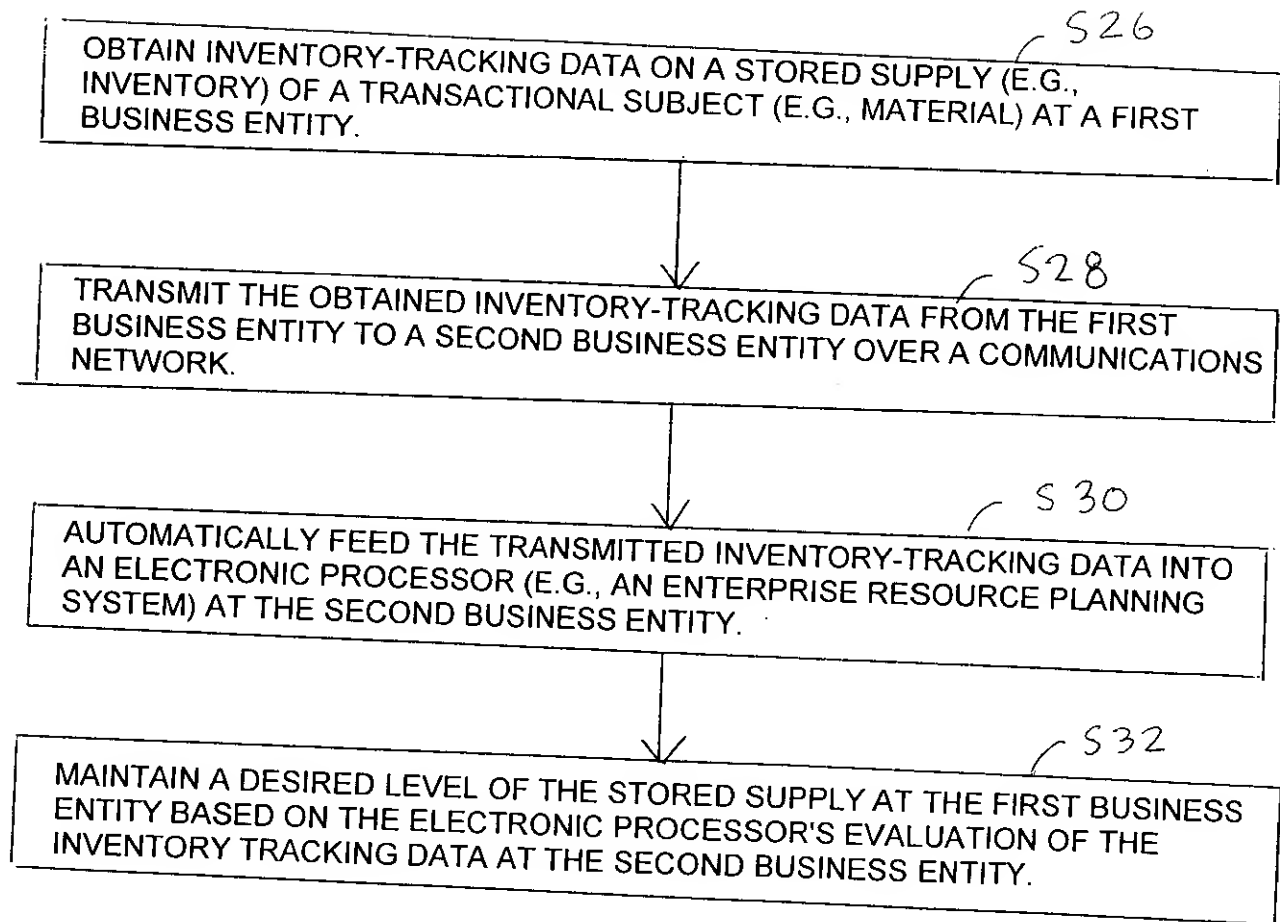 S26
OBTAIN INVENTORY-TRACKING DATA ON A STORED SUPPLY (E.G.,
INVENTORY) OF A TRANSACTIONAL SUBJECT (E.G., MATERIAL) AT A FIRST
BUSINESS ENTITY.
S28
TRANSMIT THE OBTAINED INVENTORY-TRACKING DATA FROM THE FIRST
BUSINESS ENTITY TO A SECOND BUSINESS ENTITY OVER A COMMUNICATIONS
NETWORK.
S30
AUTOMATICALLY FEED THE TRANSMITTED INVENTORY-TRACKING DATA INTO
AN ELECTRONIC PROCESSOR (E.G., AN ENTERPRISE RESOURCE PLANNING
SYSTEM) AT THE SECOND BUSINESS ENTITY.
S32
MAINTAIN A DESIRED LEVEL OF THE STORED SUPPLY AT THE FIRST BUSINESS
ENTITY BASED ON THE ELECTRONIC PROCESSOR'S EVALUATION OF THE
INVENTORY TRACKING DATA AT THE SECOND BUSINESS ENTITY.